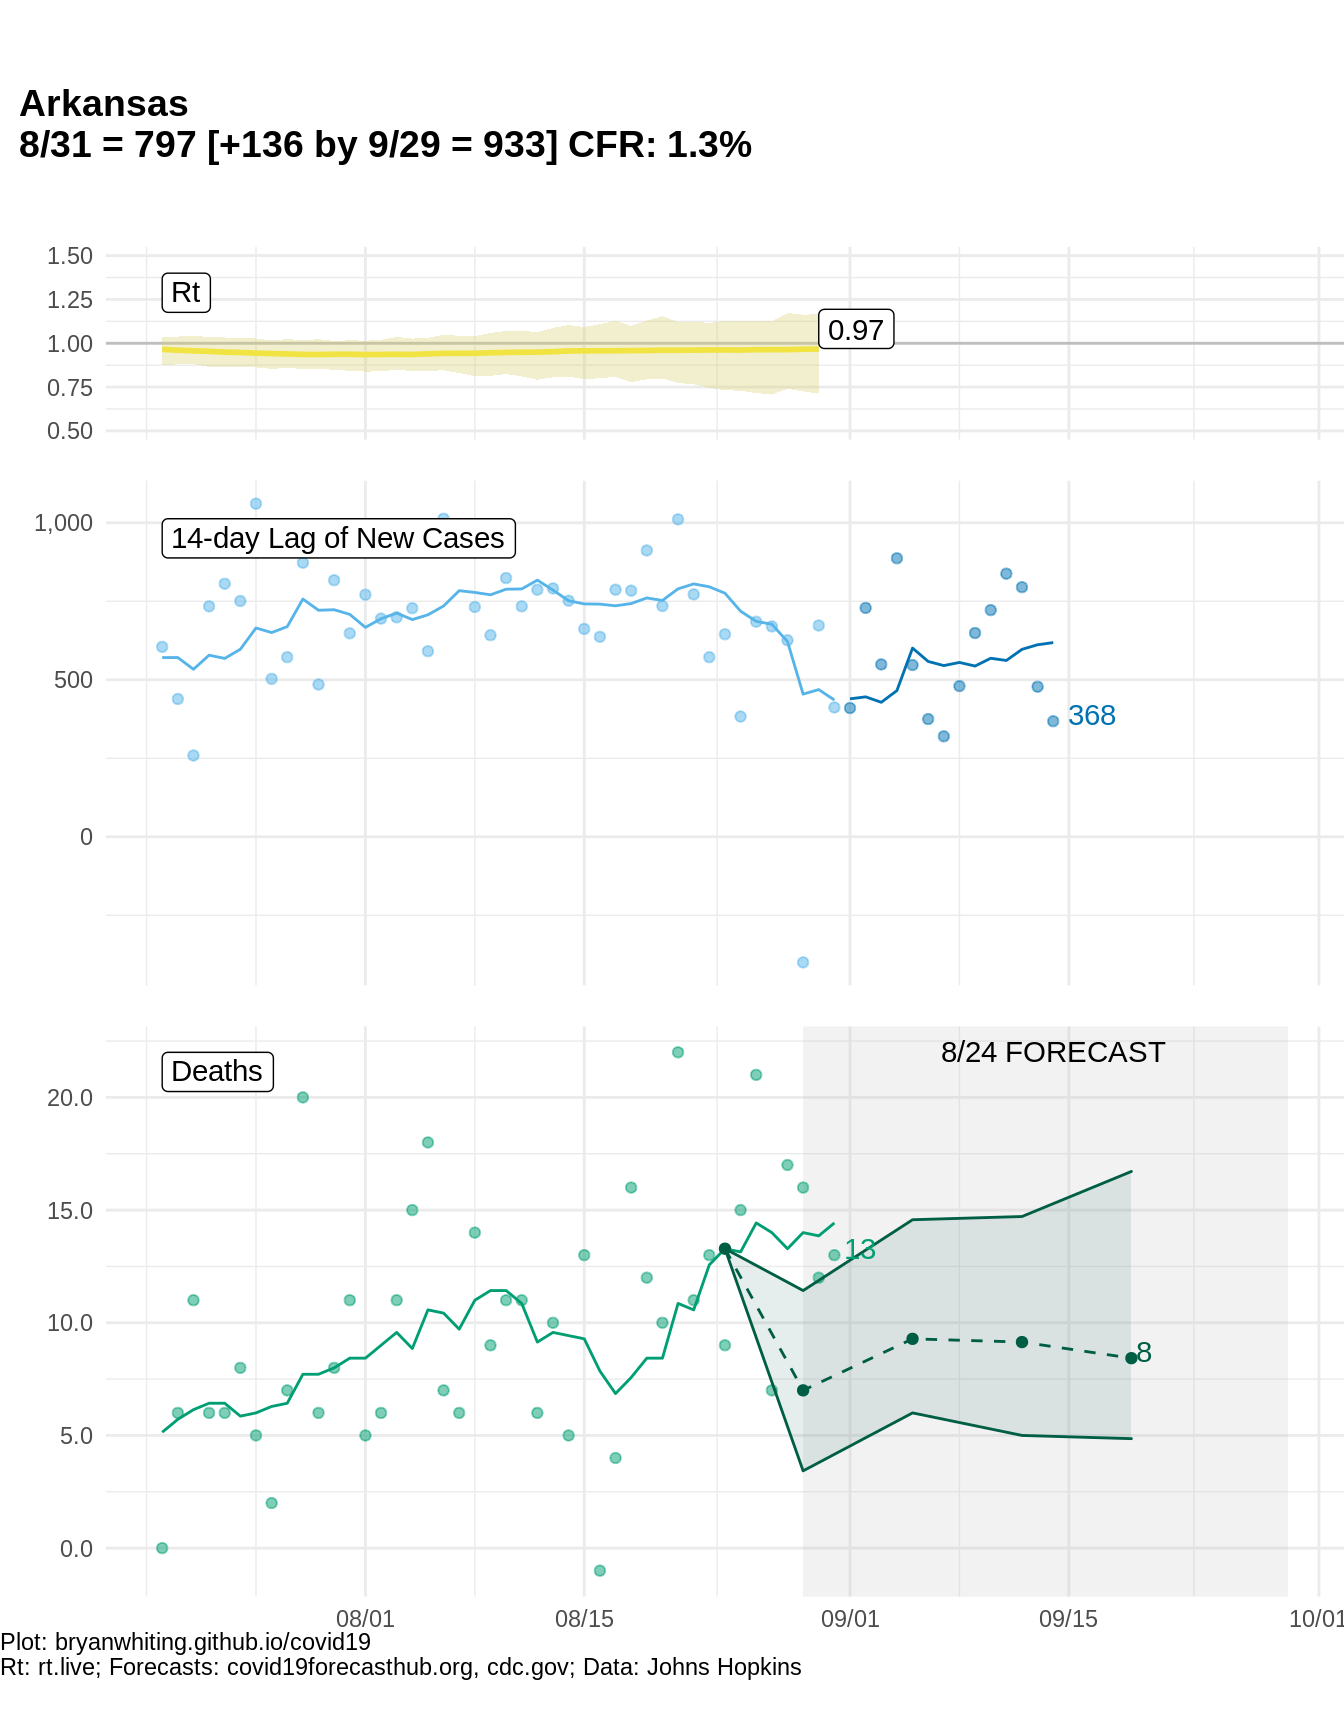 Arkansas
8/31 = 797 [+136 by 9/29 = 933] CFR: 1.3%
1.50
1.25
1.00
0.75
0.50
Rt
0.97
1,000
500
0
14-day Lag of New Cases
368
20.0
15.0
10.0
5.0
0.0
Deaths
8/24 FORECAST
13
8
08/01 08/15 09/01 09/15 10/01
Plot: bryanwhiting.github.io/covid19
Rt: rt.live; Forecasts: covid19forecasthub.org, cdc.gov; Data: Johns Hopkins